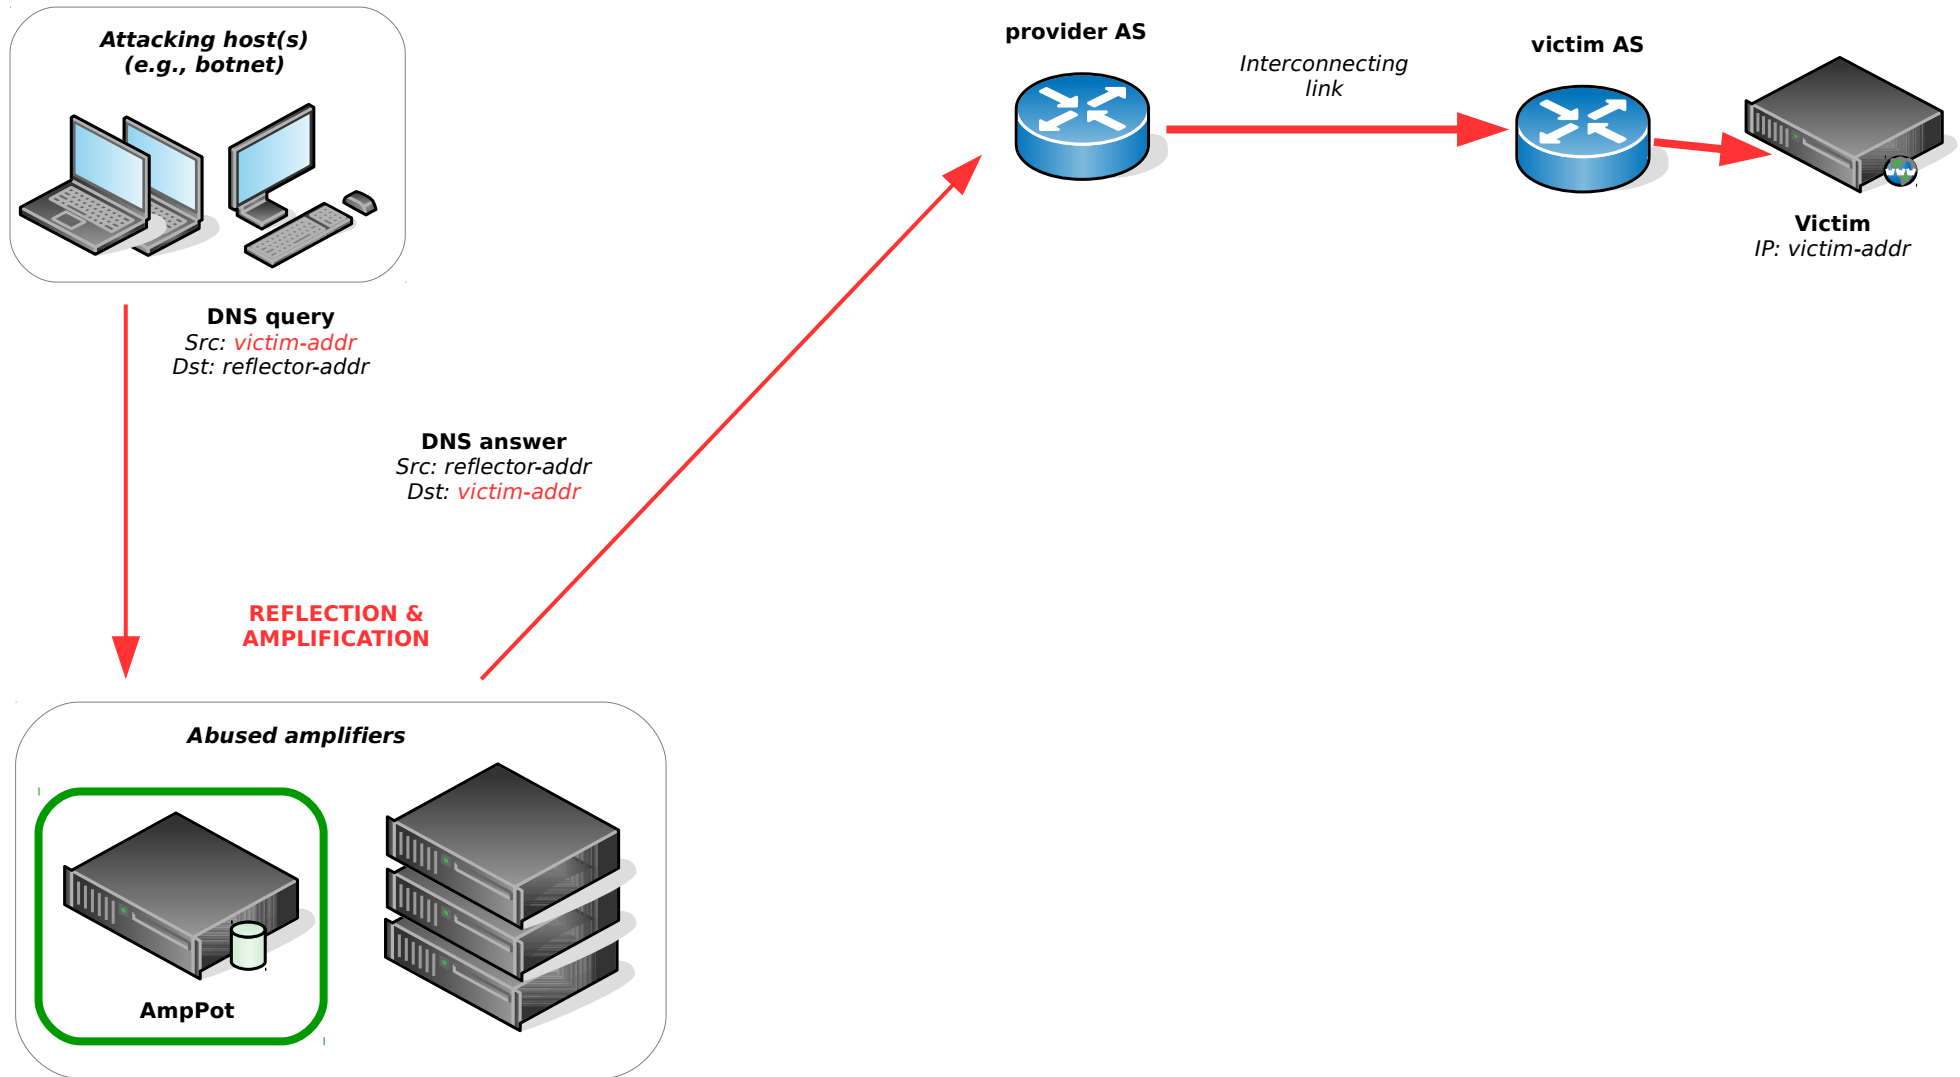 Attacking host(s)
(e.g., botnet)
provider AS
Interconnecting
link
victim AS
Victim
IP: victim-addr
DNS query
Src: victim-addr
Dst: reflector-addr
DNS answer
Src: reflector-addr
Dst: victim-addr
REFLECTION &
AMPLIFICATION
Abused amplifiers
AmpPot